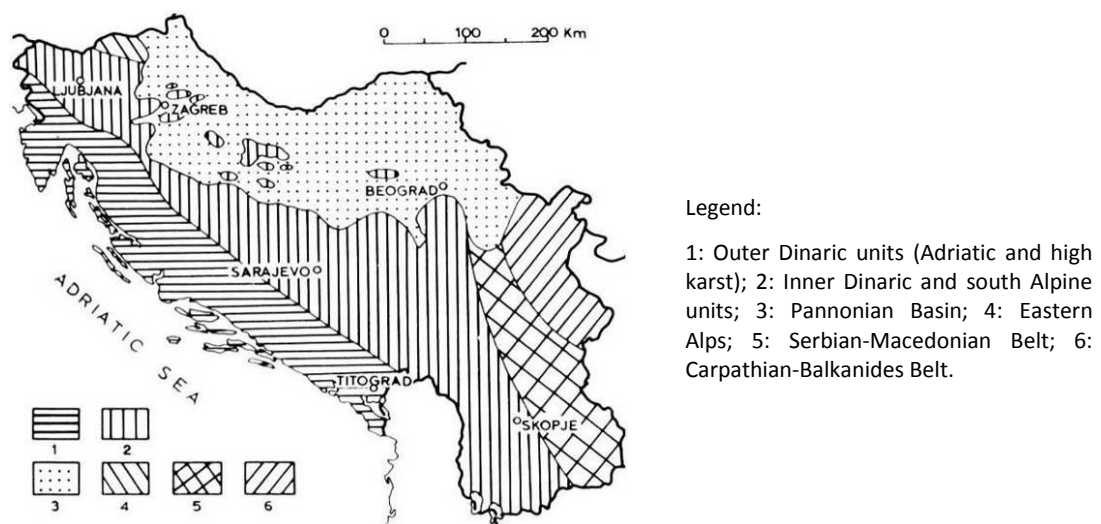 0 100 200 Km
LJUBJANA
ZAGREB
BEOGRAD
SARAJEVO
ADRIATIC SEA
TITOGRAD
SKOPJE
1 2
3 4 5 6
Legend:
1: Outer Dinaric units (Adriatic and high
karst); 2: Inner Dinaric and south Alpine
units; 3: Pannonian Basin; 4: Eastern
Alps; 5: Serbian-Macedonian Belt; 6:
Carpathian-Balkanides Belt.